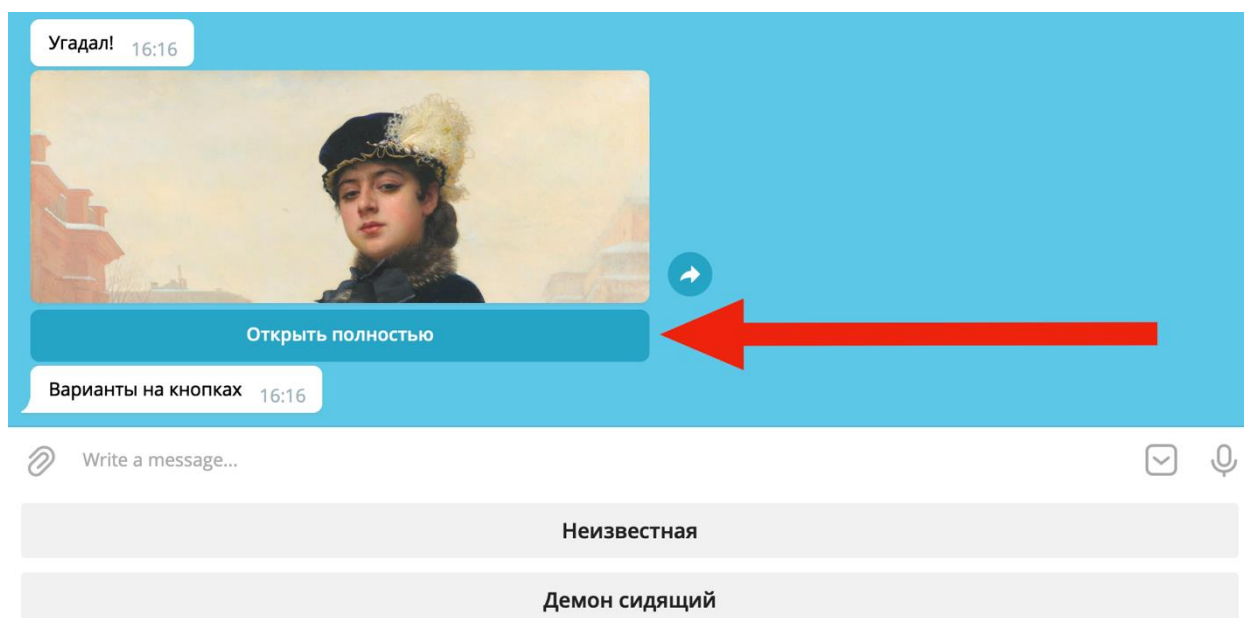 Угадал! 16:16
Открыть полностью
Варианты на кнопках 16:16
Write a message...
Неизвестная
Демон сидящий